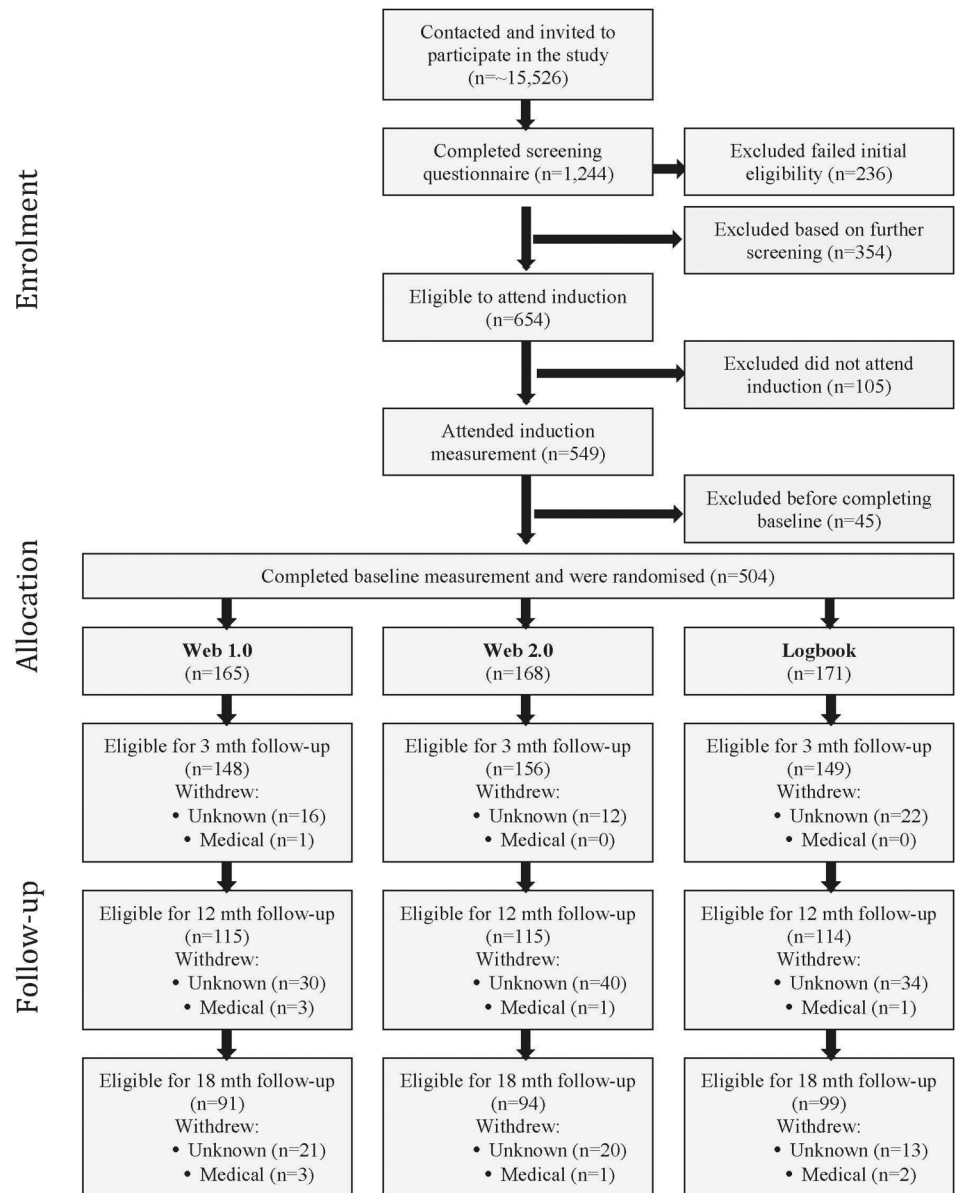 Enrolment
Contacted and invited to
participate in the study
(n=~15,526)
Completed screening
questionnaire (n=1,244)
Excluded failed initial
eligibility (n=236)
Excluded based on further
screening (n=354)
Eligible to attend induction
(n=654)
Excluded did not attend
induction (n=105)
Attended induction
measurement (n=549)
Excluded before completing
baseline (n=45)
Allocation
Completed baseline measurement and were randomised (n=504)
Web 1.0
(n=165)
Web 2.0
(n=168)
Logbook
(n=171)
Follow-up
Eligible for 3 mth follow-up
(n=148)
Withdrew:
• Unknown (n=16)
• Medical (n=1)
Eligible for 3 mth follow-up
(n=156)
Withdrew:
• Unknown (n=12)
• Medical (n=0)
Eligible for 3 mth follow-up
(n=149)
Withdrew:
• Unknown (n=22)
• Medical (n=0)
Eligible for 12 mth follow-up
(n=115)
Withdrew:
• Unknown (n=30)
• Medical (n=3)
Eligible for 12 mth follow-up
(n=115)
Withdrew:
• Unknown (n=40)
• Medical (n=1)
Eligible for 12 mth follow-up
(n=114)
Withdrew:
• Unknown (n=34)
• Medical (n=1)
Eligible for 18 mth follow-up
(n=91)
Withdrew:
• Unknown (n=21)
• Medical (n=3)
Eligible for 18 mth follow-up
(n=94)
Withdrew:
• Unknown (n=20)
• Medical (n=1)
Eligible for 18 mth follow-up
(n=99)
Withdrew:
• Unknown (n=13)
• Medical (n=2)